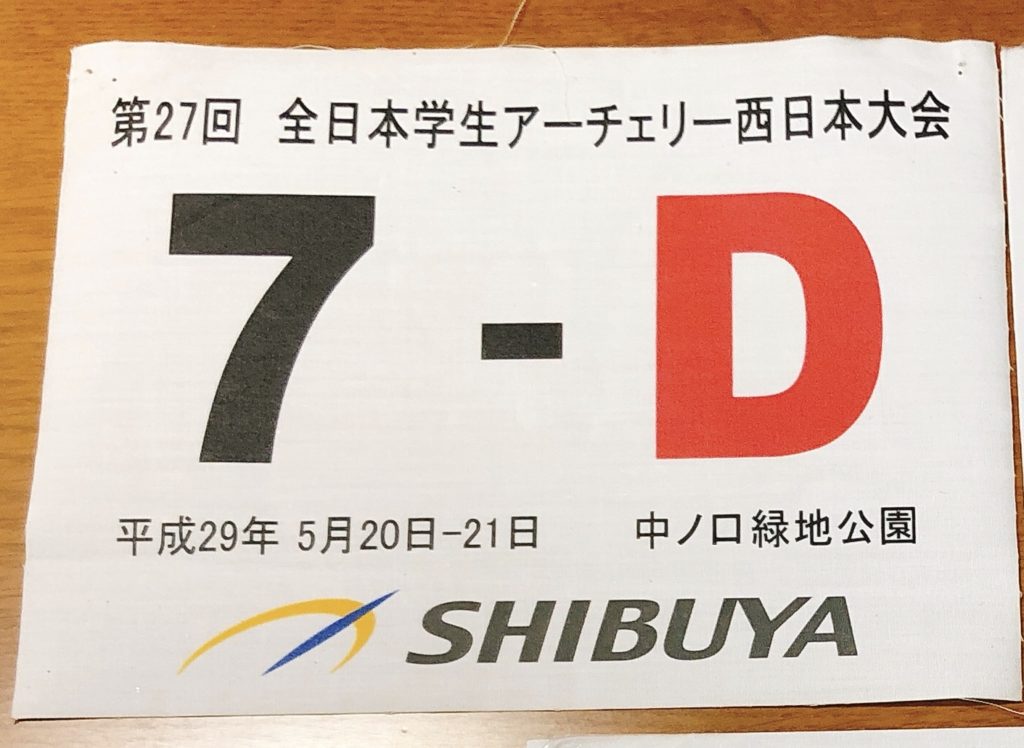 第27回 全日本学生アーチェリー西日本大会
7-D
平成29年 5月20日-21日 中ノ口緑地公園
SHIBUYA